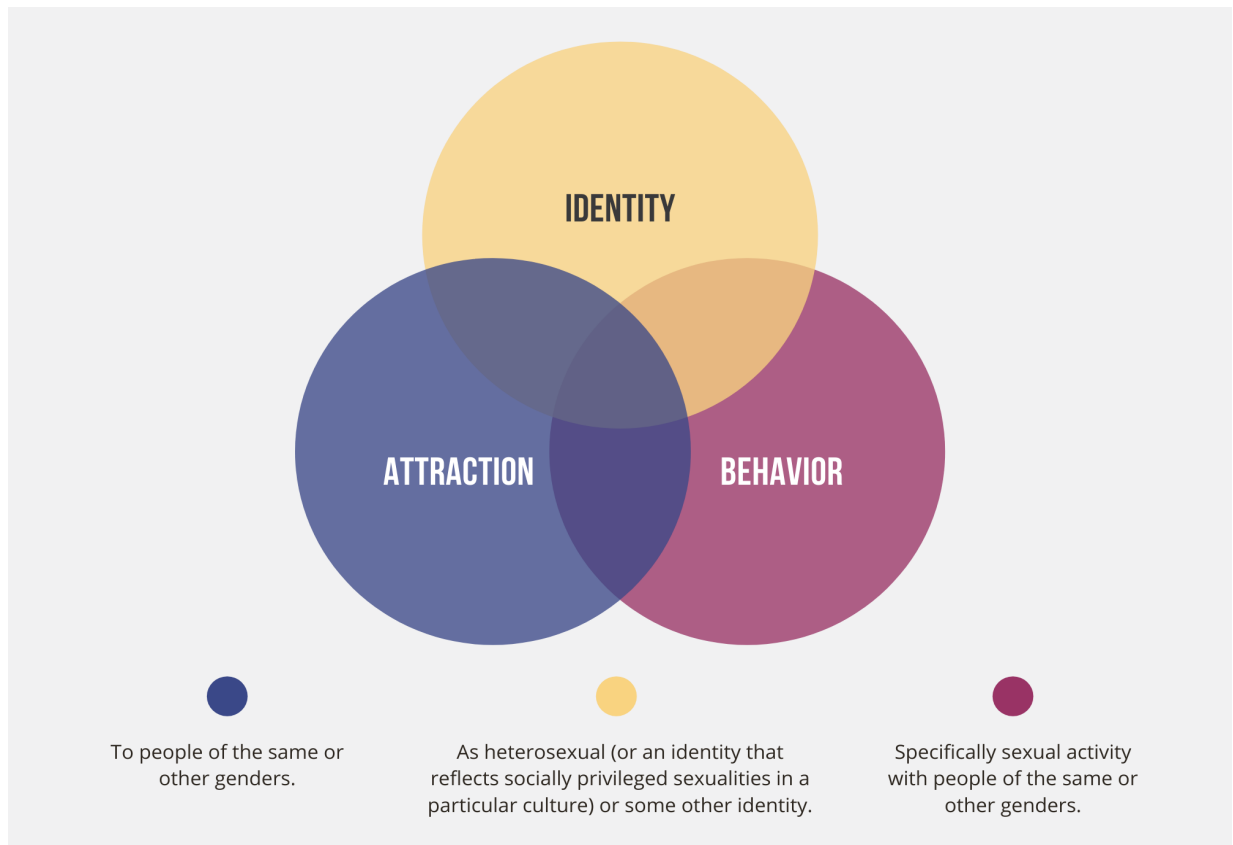 IDENTITY
ATTRACTION
BEHAVIOR
To people of the same or
other genders.
As heterosexual (or an identity that
reflects socially privileged sexualities in a
particular culture) or some other identity.
Specifically sexual activity
with people of the same or
other genders.